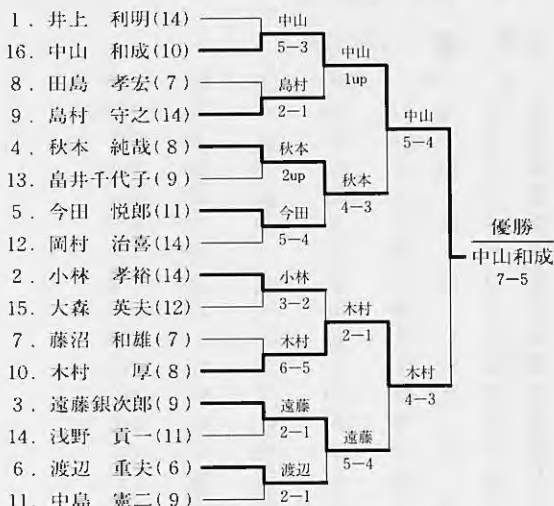 1. 井上 利明(14)
16. 中山 和成(10)
8. 田島 孝宏(7)
9. 島村 守之(14)
4. 秋本 純哉(8)
13. 畠井千代子(9)
5. 今田 悦郎(11)
12. 岡村 治喜(14)
2. 小林 孝裕(14)
15. 大森 英夫(12)
7. 藤沼 和雄(7)
10. 木村 厚(8)
3. 遠藤銀次郎(9)
14. 浅野 貢一(11)
6. 渡辺 重夫(6)
11. 中島 憲二(9)
中山
5-3
島村
2-1
秋本
2up
今田
5-4
小林
3-2
木村
6-5
遠藤
2-1
渡辺
2-1
中山
1up
秋本
4-3
木村
2-1
遠藤
5-4
中山
5-4
木村
4-3
優勝
中山和成
7-5